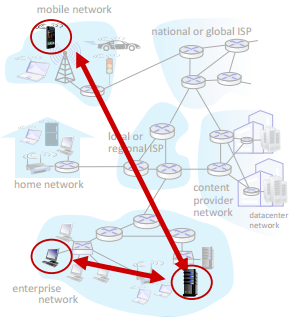 mobile network
national or global ISP
local or
regional ISP
home network
content
provider
network
datacenter
network
enterprise
network